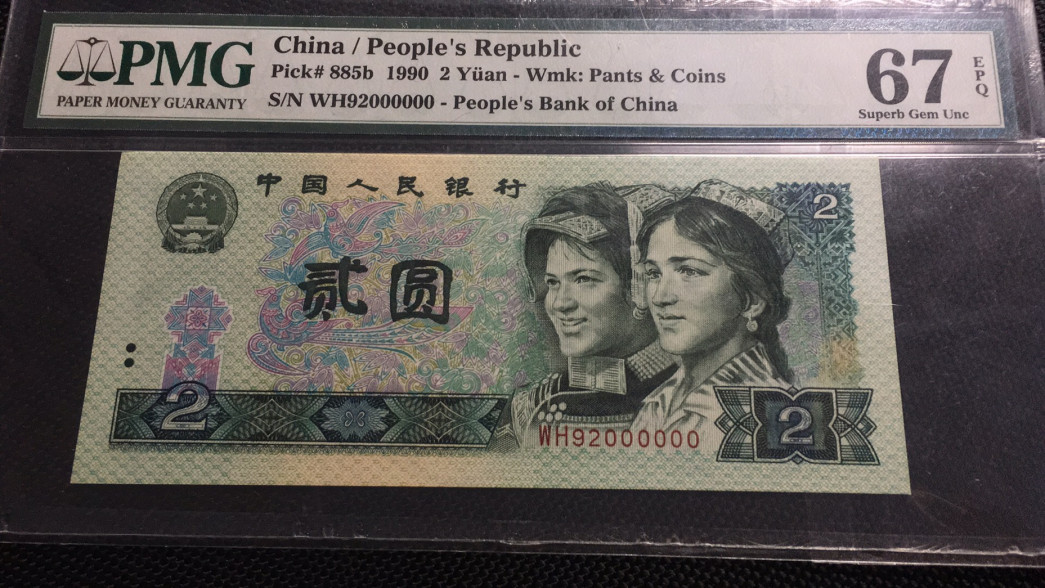 PMG
PAPER MONEY GUARANTY
China / People's Republic
Pick# 885b 1990 2 Yüan - Wmk: Pants & Coins
S/N WH92000000 - People's Bank of China
67
EPQ
Superb Gem Unc
中国人民银行
2
贰圆
2
WH92000000
2